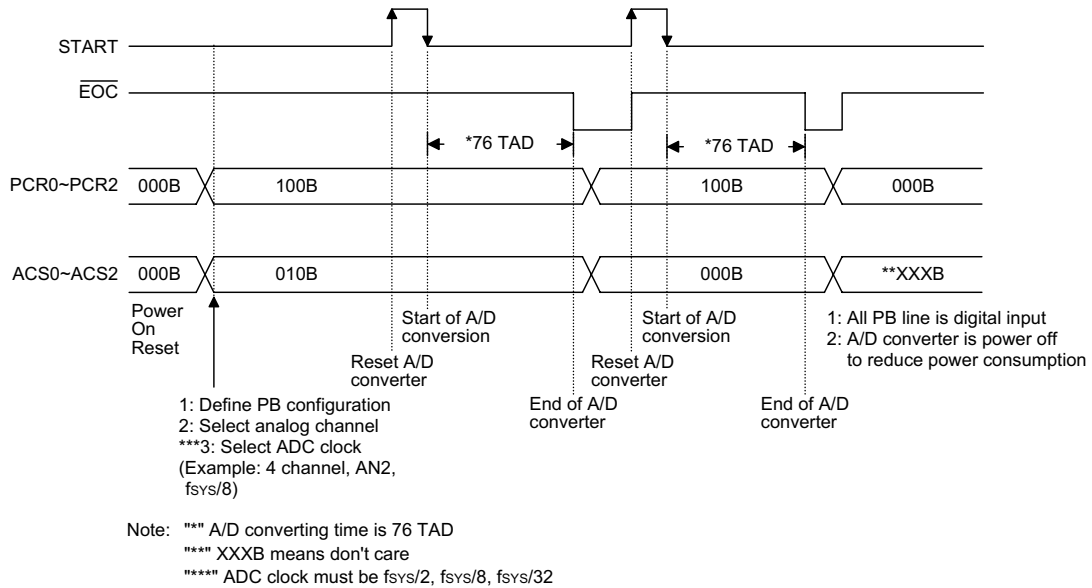 START
EOC
*76 TAD
*76 TAD
PCR0~PCR2
000B
100B
100B
000B
ACS0~ACS2
000B
010B
000B
**XXXB
Power
On
Reset
Start of A/D
conversion
Start of A/D
conversion
1: All PB line is digital input
2: A/D converter is power off
to reduce power consumption
Reset A/D
converter
Reset A/D
converter
1: Define PB configuration
2: Select analog channel
***3: Select ADC clock
(Example: 4 channel, AN2,
fSYS/8)
End of A/D
converter
End of A/D
converter
Note: "*" A/D converting time is 76 TAD
"**" XXXB means don't care
"***" ADC clock must be fSYS/2, fSYS/8, fSYS/32